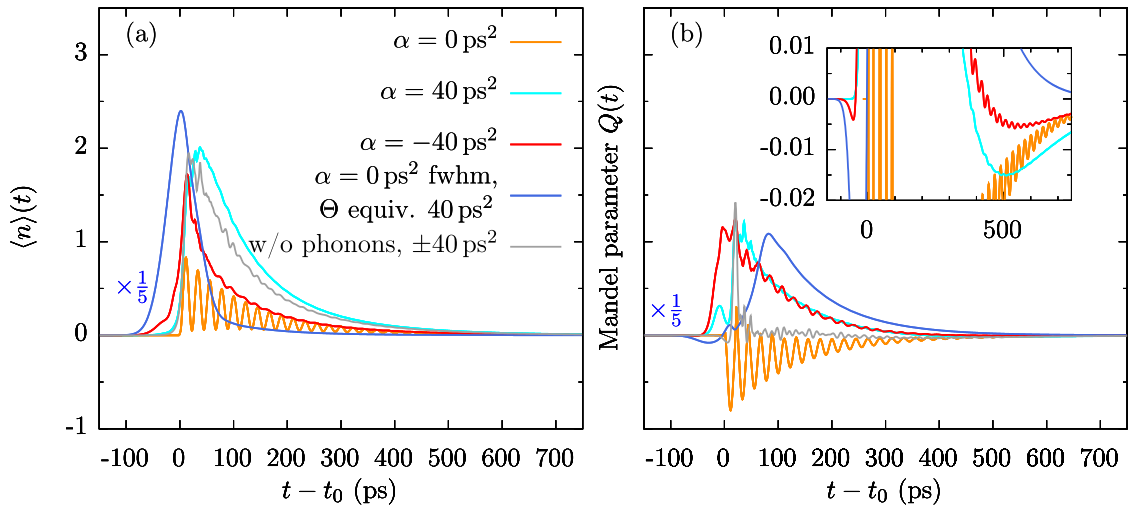 (a)
α = 0 ps²
α = 40 ps²
α = −40 ps²
α = 0 ps² fwhm,
Θ equiv. 40 ps²
w/o phonons, ±40 ps²
× 1/5
⟨n⟩(t)
3
2
1
0
-1
-100 0 100 200 300 400 500 600 700
t − t₀ (ps)
(b)
Mandel parameter Q(t)
× 1/5
0.01
0.00
-0.01
-0.02
0 500
-100 0 100 200 300 400 500 600 700
t − t₀ (ps)